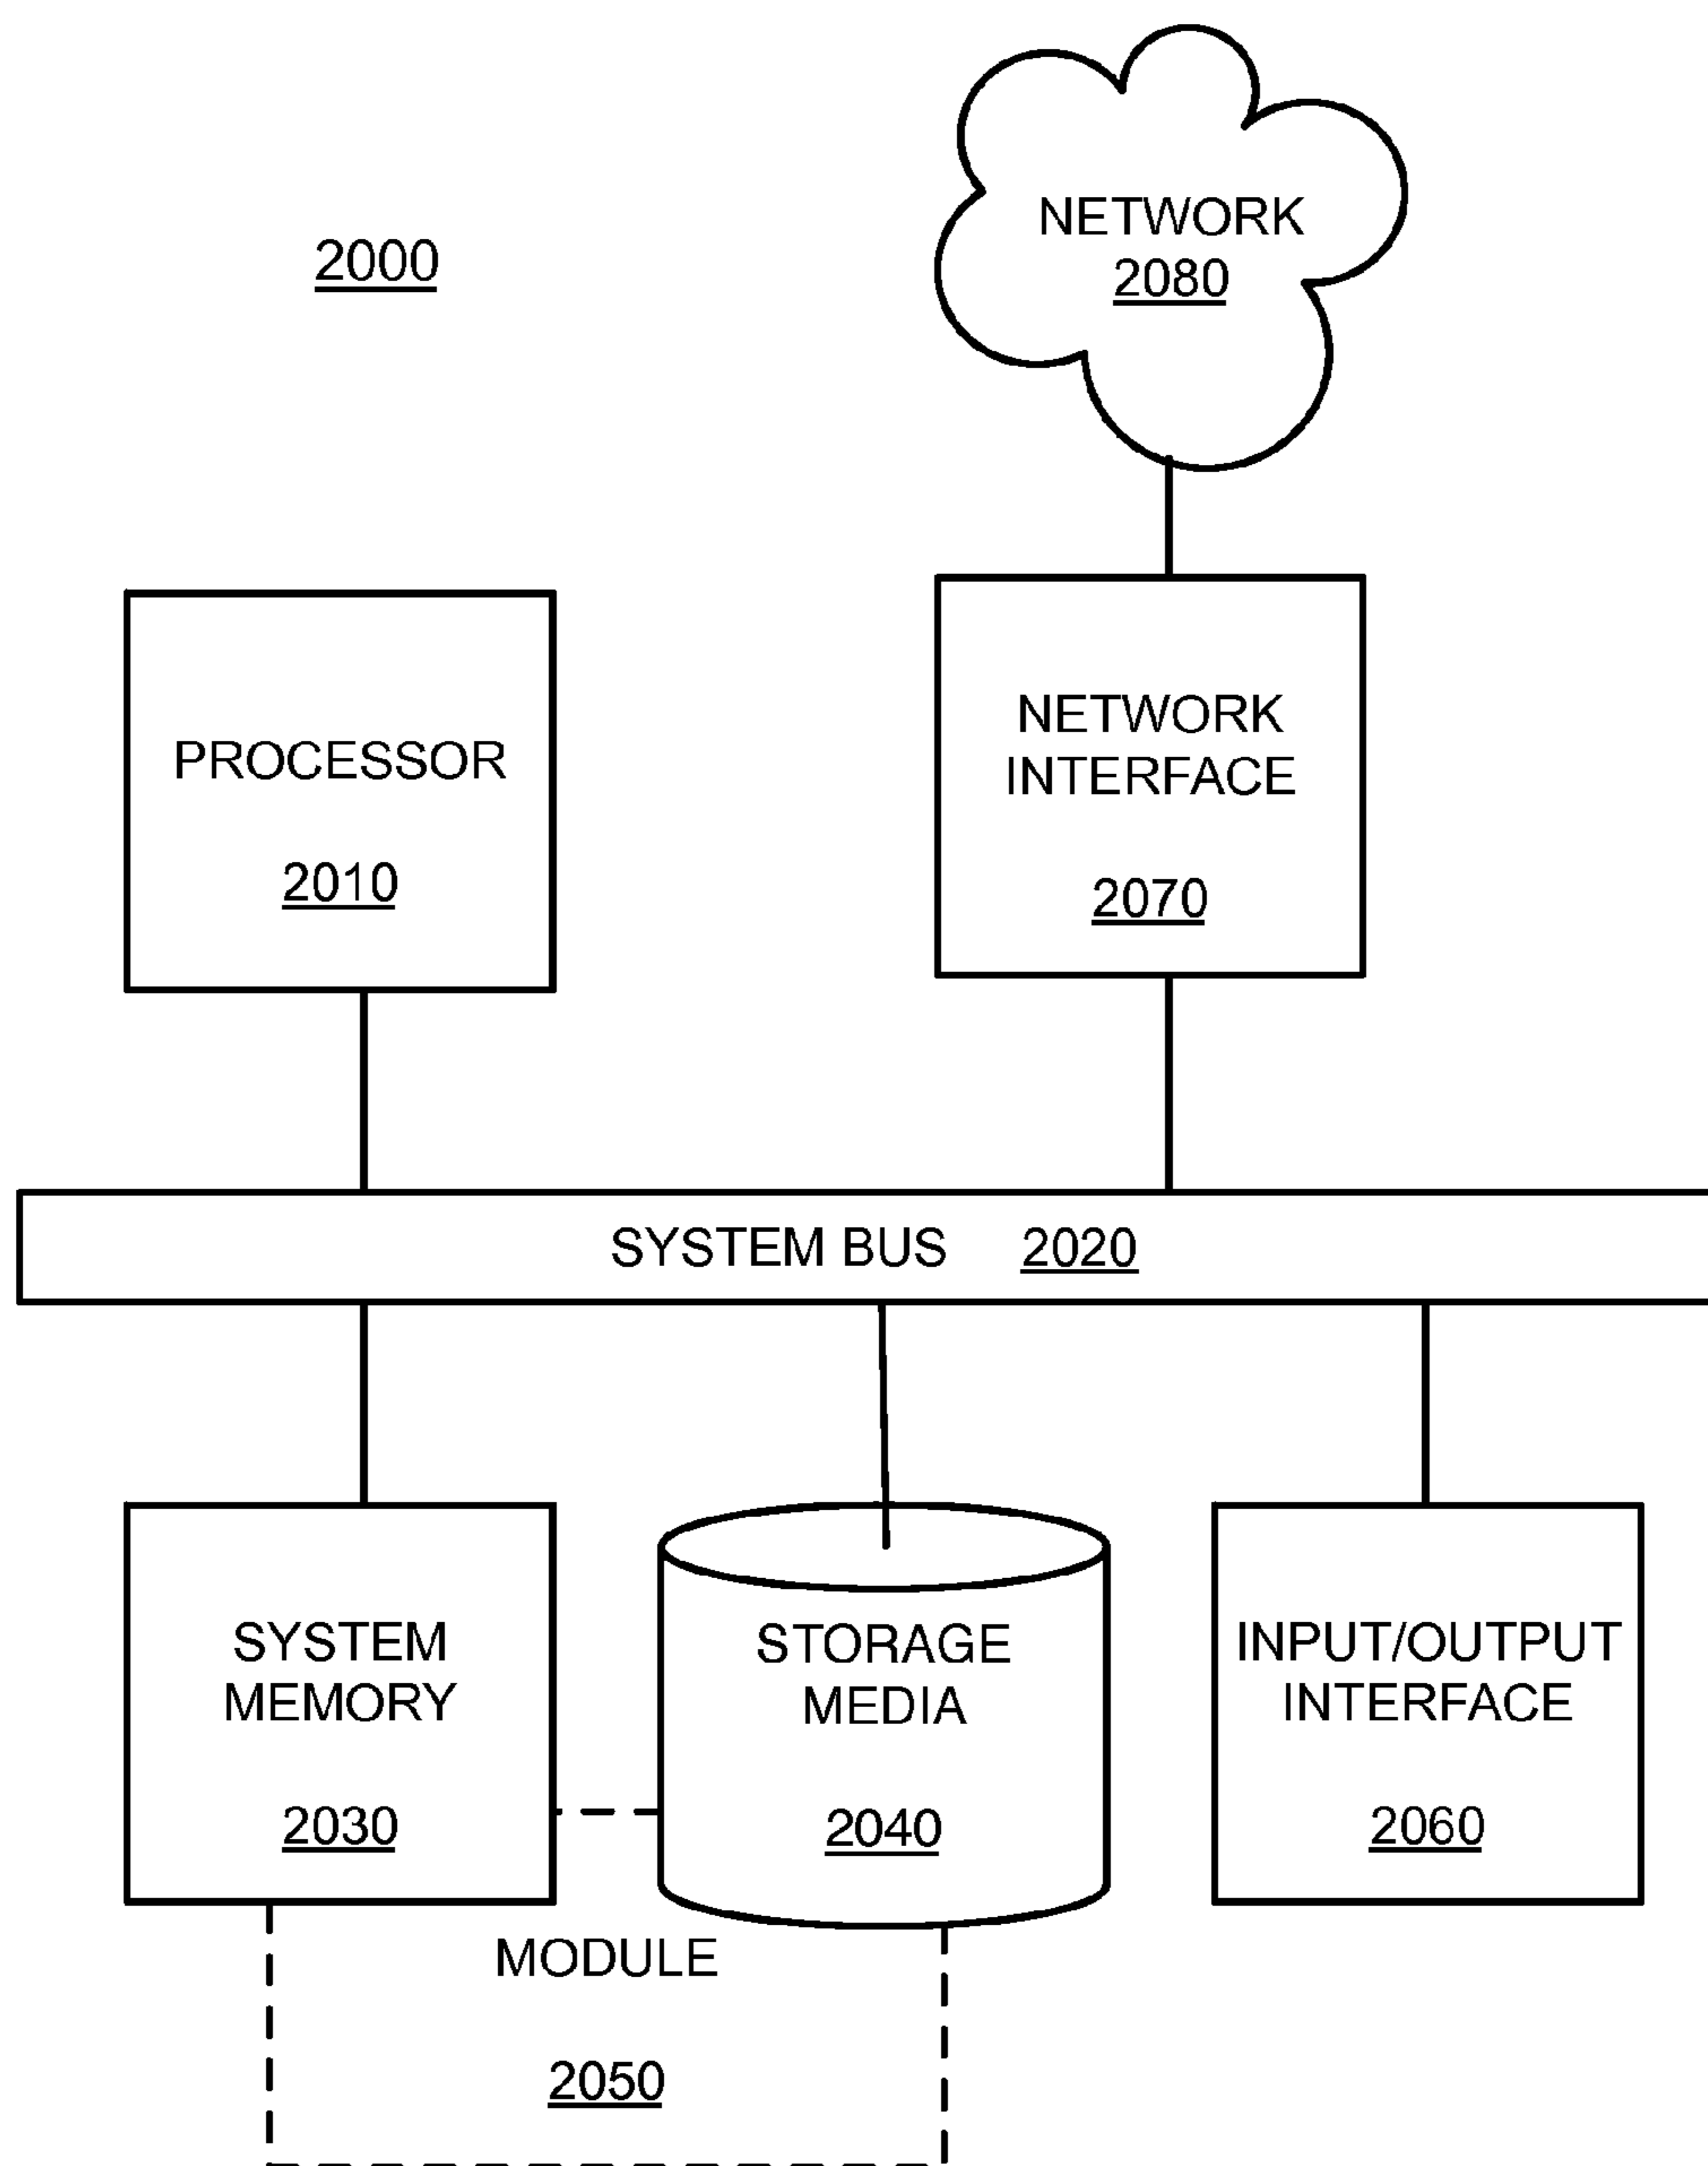 NETWORK
2080
2000
PROCESSOR
2010
NETWORK
INTERFACE
2070
SYSTEM BUS 2020
SYSTEM
MEMORY
2030
STORAGE
MEDIA
2040
INPUT/OUTPUT
INTERFACE
2060
MODULE
2050